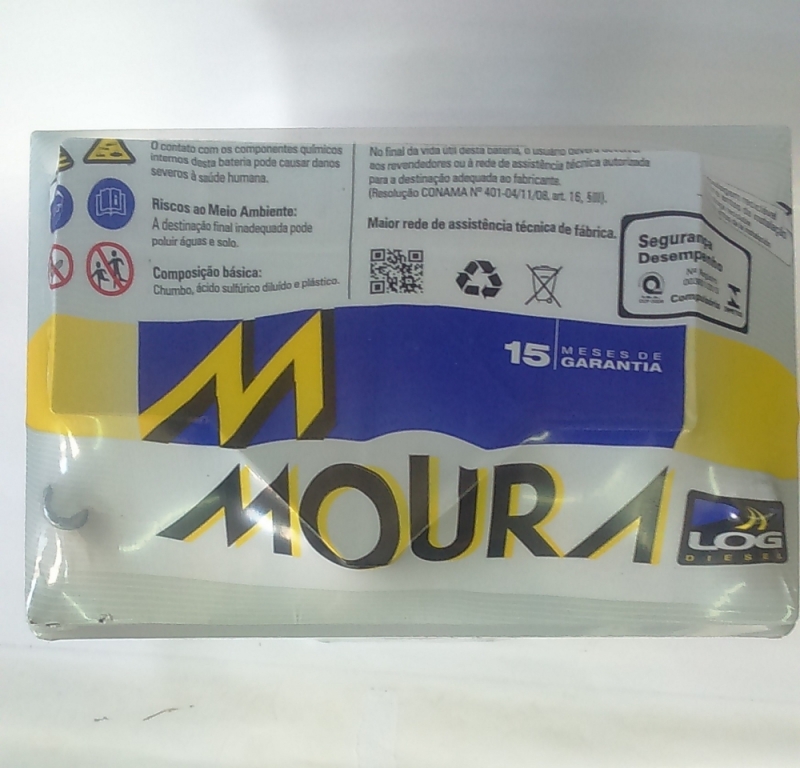 O contato com os componentes químicos
internos desta bateria pode causar danos
severos à saúde humana.
Riscos ao Meio Ambiente:
A destinação final inadequada pode
poluir águas e solo.
Composição básica:
Chumbo, ácido sulfúrico diluído e plástico.
No final da vida útil desta bateria, o usuário deverá
aos revendedores ou à rede de assistência técnica autorizada
para a destinação adequada ao fabricante.
(Resolução CONAMA Nº 401-04/11/08, art. 16, §III).
Maior rede de assistência técnica de fábrica.
Segurança
Desempenho
Compulsório
15 MESES DE
GARANTIA
M
MOURA
LOG
DIESEL